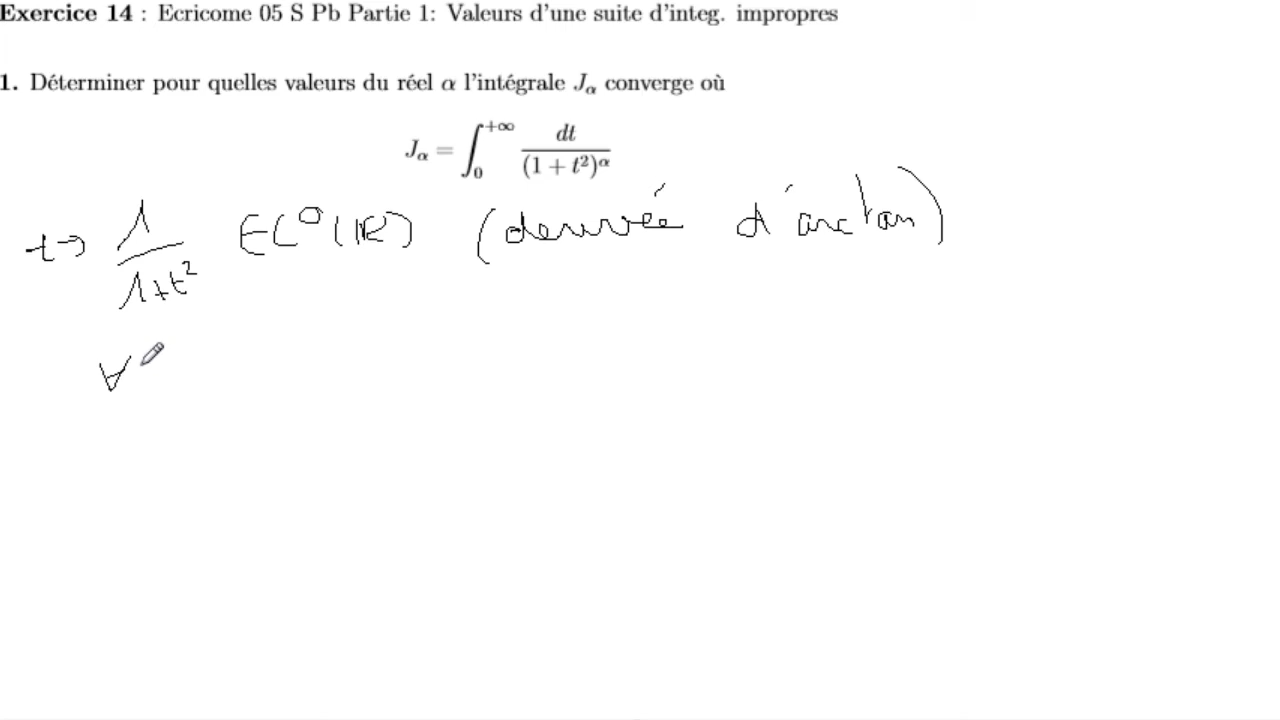 Exercice 14 : Ecricome 05 S Pb Partie 1: Valeurs d'une suite d'integ. impropres
1. Déterminer pour quelles valeurs du réel α l'intégrale J_α converge où
J_α = ∫_0^{+∞} dt/(1 + t²)^α
t→ 1/(1+t²) ∈ C⁰(ℝ) (derivée d'arctan)
∀